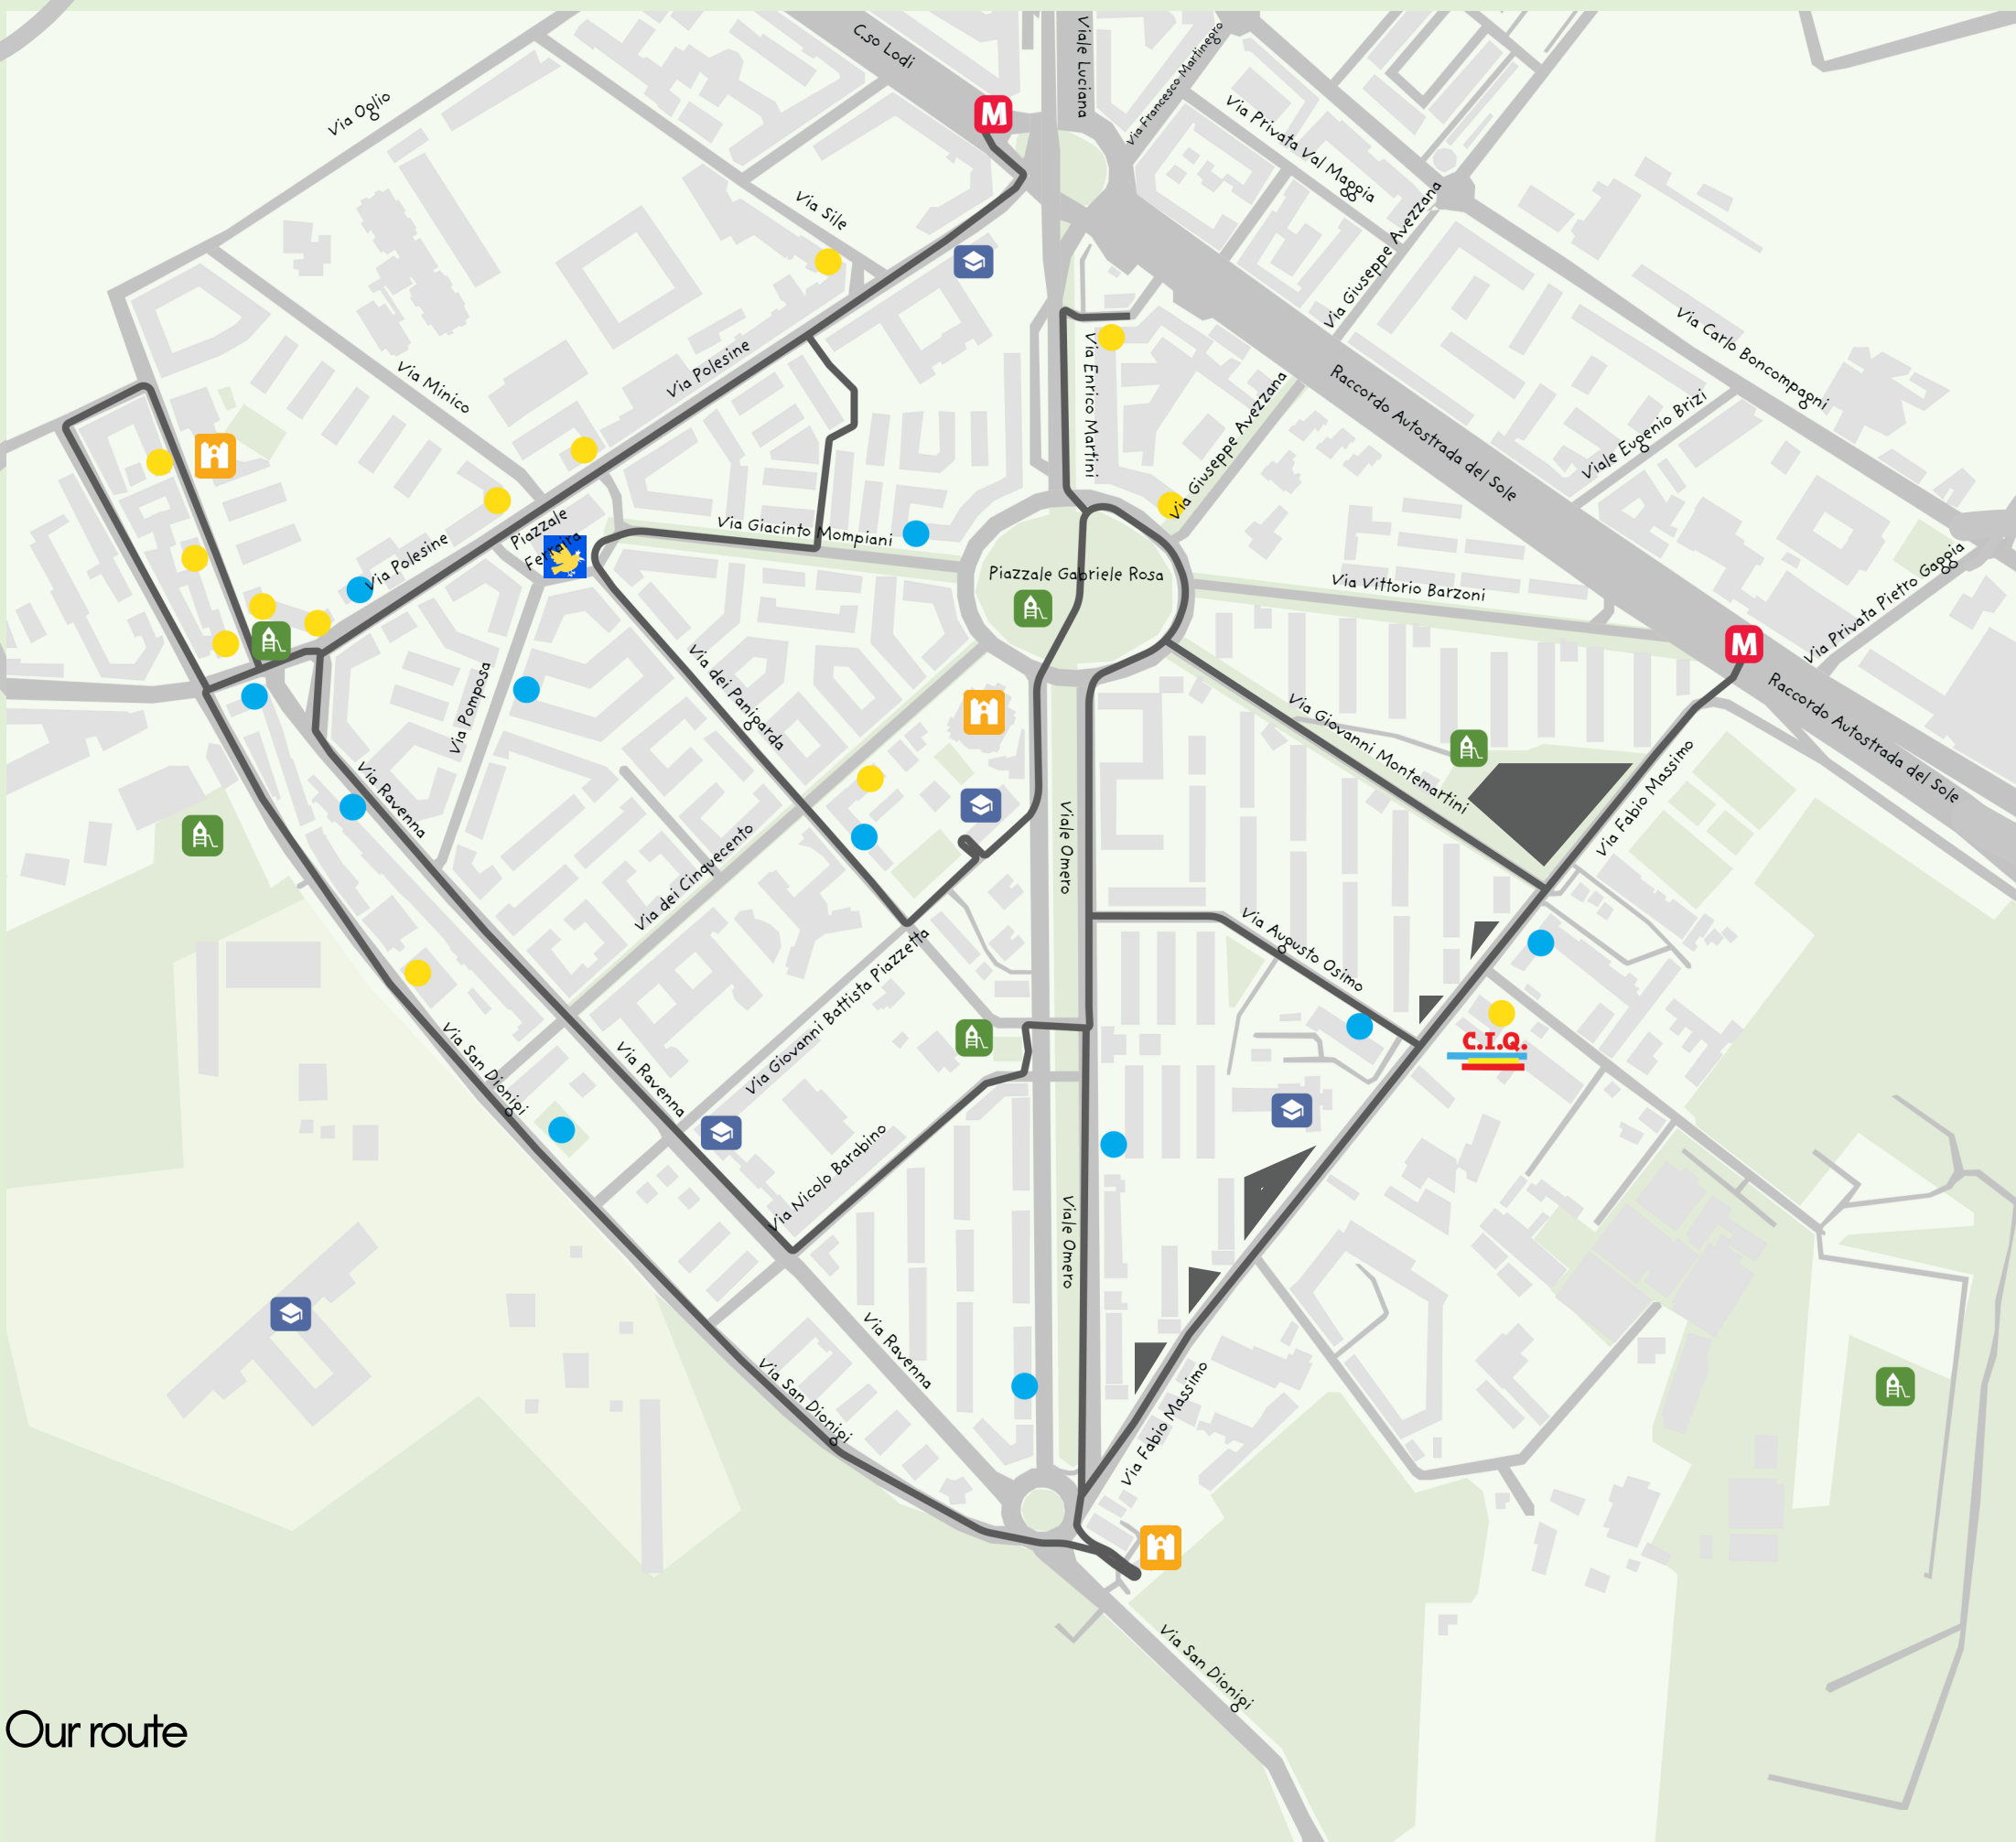 C.so Lodi
Viale Luciana
Via Francesco Martinegro
Via Oglio
M
Via Privata Val Maggia
Via Sile
Via Giuseppe Avezzana
Via Carlo Boncompagni
Via Polesine
Via Minico
Via Enrico Martini
Raccordo Autostrada del Sole
Via Giuseppe Avezzana
Viale Eugenio Brizi
Piazzale
Ferraira
Via Giacinto Mompiani
Via Polesine
Piazzale Gabriele Rosa
Via Vittorio Barzoni
Via Privata Pietro Gaggia
M
Via Pomposa
Via dei Panigarda
Via Giovanni Montemartini
Raccordo Autostrada del Sole
Via Ravenna
Via dei Cinqvecento
Viale Omero
Via Fabio Massimo
Via Augusto Osimo
Via Giovanni Battista Piazzetta
Via San Dionigi
Via Ravenna
C.I.Q.
Via Nicolo Barabino
Viale Omero
Via Ravenna
Via San Dionigi
Via Fabio Massimo
Via San Dionigi
Our route